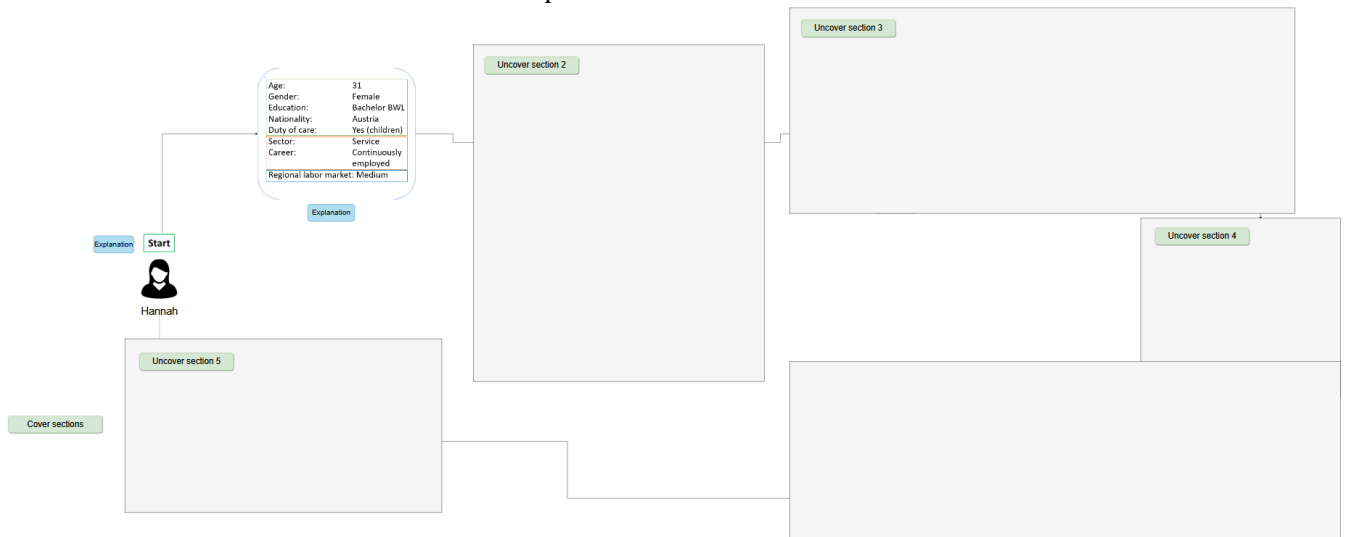 Uncover section 3
Uncover section 2
Age: 31
Gender: Female
Education: Bachelor BWL
Nationality: Austria
Duty of care: Yes (children)
Sector: Service
Career: Continuously
employed
Regional labor market: Medium
Explanation
Explanation
Start
Uncover section 4
Hannah
Uncover section 5
Cover sections